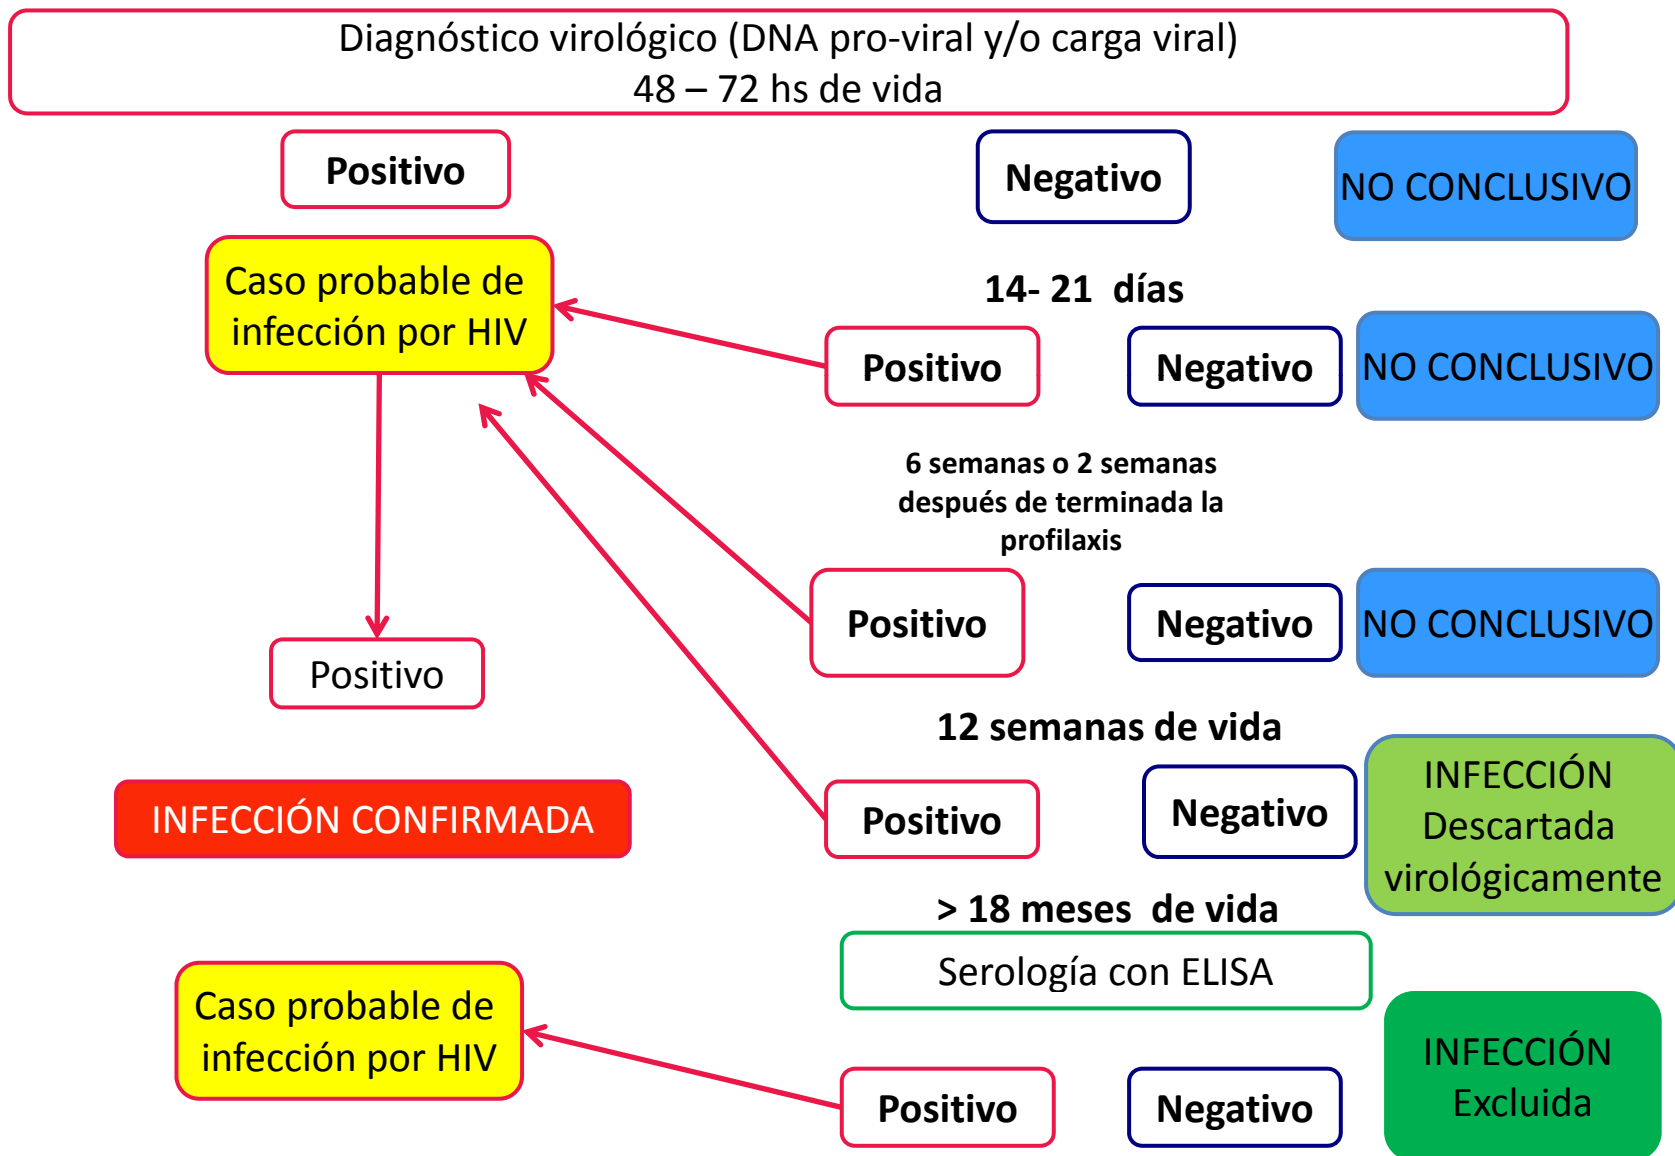 Diagnóstico virológico (DNA pro-viral y/o carga viral)
48 – 72 hs de vida
Positivo
Negativo
NO CONCLUSIVO
Caso probable de
infección por HIV
14- 21 días
Positivo
Negativo
NO CONCLUSIVO
6 semanas o 2 semanas
después de terminada la
profilaxis
Positivo
Negativo
NO CONCLUSIVO
Positivo
12 semanas de vida
INFECCIÓN CONFIRMADA
Positivo
Negativo
INFECCIÓN
Descartada
virológicamente
> 18 meses de vida
Serología con ELISA
Caso probable de
infección por HIV
Positivo
Negativo
INFECCIÓN
Excluida